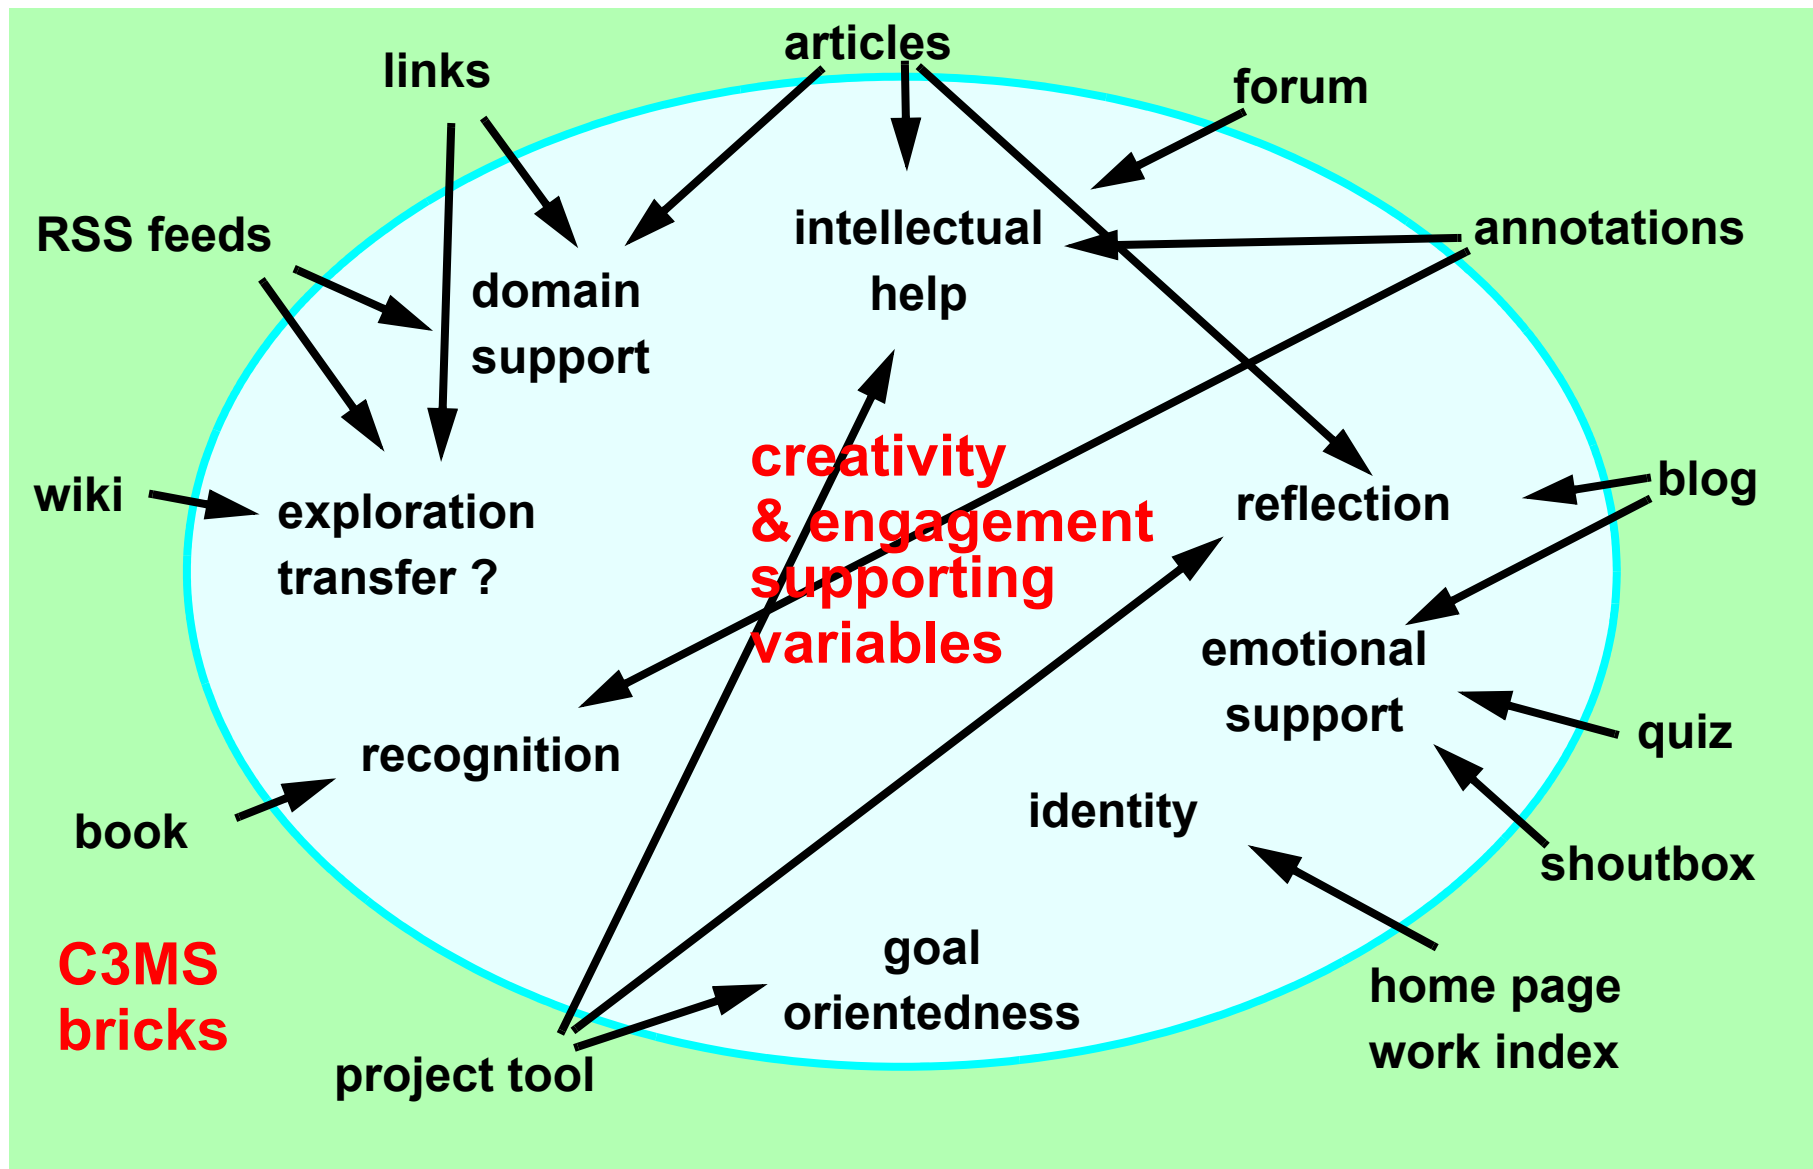 articles
links
forum
RSS feeds
intellectual
help
annotations
domain
support
creativity
& engagement
supporting
variables
wiki
exploration
transfer ?
reflection
blog
emotional
support
recognition
quiz
identity
book
shoutbox
C3MS
bricks
goal
orientedness
home page
work index
project tool